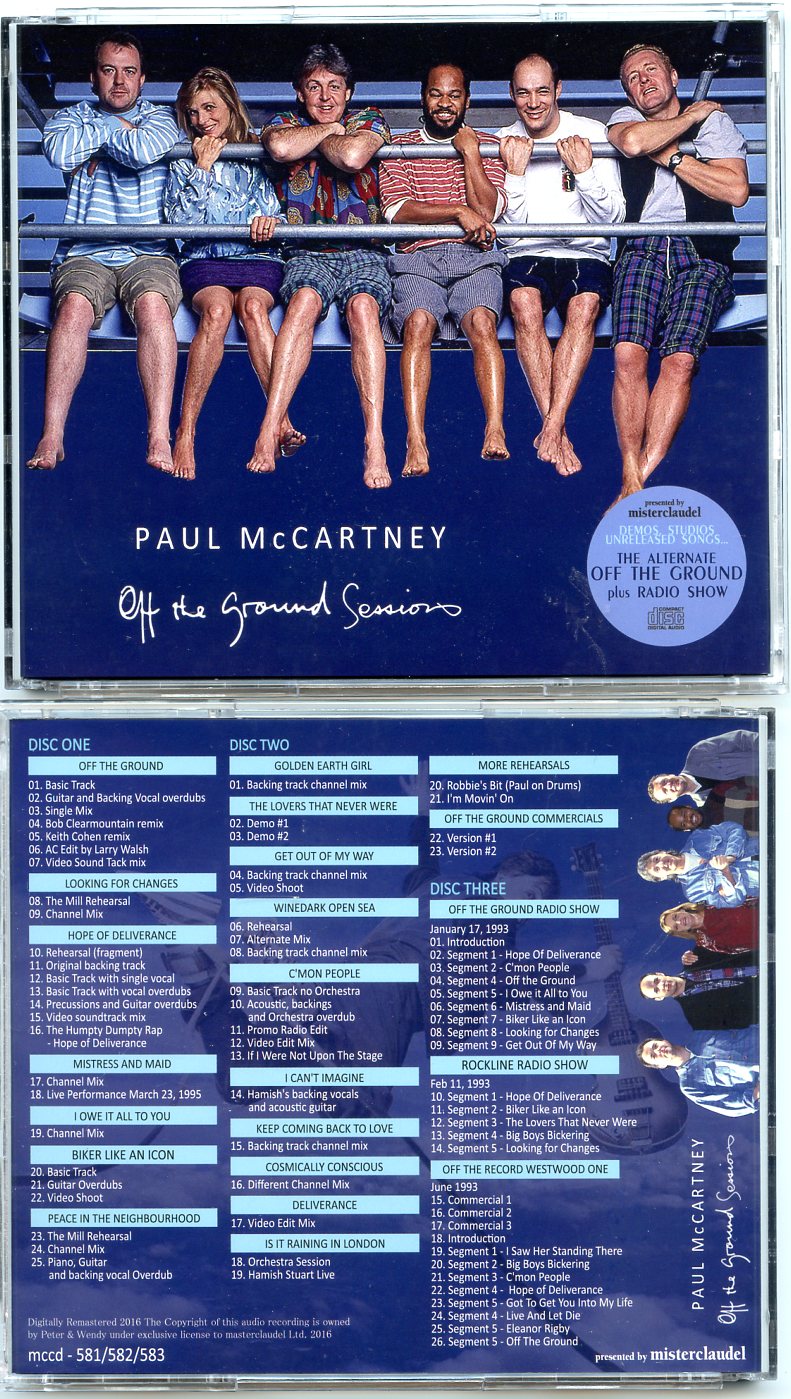 PAUL McCARTNEY
Off the Ground Sessions
presented by
misterclaudel
DEMOS, STUDIOS
UNRELEASED SONGS...
THE ALTERNATE
OFF THE GROUND
plus RADIO SHOW
COMPACT
disc
DIGITAL AUDIO
DISC ONE
OFF THE GROUND
01. Basic Track
02. Guitar and Backing Vocal overdubs
03. Single Mix
04. Bob Clearmountain remix
05. Keith Cohen remix
06. AC Edit by Larry Walsh
07. Video Sound Tack mix
LOOKING FOR CHANGES
08. The Mill Rehearsal
09. Channel Mix
HOPE OF DELIVERANCE
10. Rehearsal (fragment)
11. Original backing track
12. Basic Track with single vocal
13. Basic Track with vocal overdubs
14. Precussions and Guitar overdubs
15. Video soundtrack mix
16. The Humpty Dumpty Rap
- Hope of Deliverance
MISTRESS AND MAID
17. Channel Mix
18. Live Performance March 23, 1995
I OWE IT ALL TO YOU
19. Channel Mix
BIKER LIKE AN ICON
20. Basic Track
21. Guitar Overdubs
22. Video Shoot
PEACE IN THE NEIGHBOURHOOD
23. The Mill Rehearsal
24. Channel Mix
25. Piano, Guitar
and backing vocal Overdub
DISC TWO
GOLDEN EARTH GIRL
01. Backing track channel mix
THE LOVERS THAT NEVER WERE
02. Demo #1
03. Demo #2
GET OUT OF MY WAY
04. Backing track channel mix
05. Video Shoot
WINEDARK OPEN SEA
06. Rehearsal
07. Alternate Mix
08. Backing track channel mix
C'MON PEOPLE
09. Basic Track no Orchestra
10. Acoustic, backings
and Orchestra overdub
11. Promo Radio Edit
12. Video Edit Mix
13. If I Were Not Upon The Stage
I CAN'T IMAGINE
14. Hamish's backing vocals
and acoustic guitar
KEEP COMING BACK TO LOVE
15. Backing track channel mix
COSMICALLY CONSCIOUS
16. Different Channel Mix
DELIVERANCE
17. Video Edit Mix
IS IT RAINING IN LONDON
18. Orchestra Session
19. Hamish Stuart Live
MORE REHEARSALS
20. Robbie's Bit (Paul on Drums)
21. I'm Movin' On
OFF THE GROUND COMMERCIALS
22. Version #1
23. Version #2
DISC THREE
OFF THE GROUND RADIO SHOW
January 17, 1993
01. Introduction
02. Segment 1 - Hope Of Deliverance
03. Segment 2 - C'mon People
04. Segment 4 - Off the Ground
05. Segment 5 - I Owe it All to You
06. Segment 6 - Mistress and Maid
07. Segment 7 - Biker Like an Icon
08. Segment 8 - Looking for Changes
09. Segment 9 - Get Out Of My Way
ROCKLINE RADIO SHOW
Feb 11, 1993
10. Segment 1 - Hope Of Deliverance
11. Segment 2 - Biker Like an Icon
12. Segment 3 - The Lovers That Never Were
13. Segment 4 - Big Boys Bickering
14. Segment 5 - Looking for Changes
OFF THE RECORD WESTWOOD ONE
June 1993
15. Commercial 1
16. Commercial 2
17. Commercial 3
18. Introduction
19. Segment 1 - I Saw Her Standing There
20. Segment 2 - Big Boys Bickering
21. Segment 3 - C'mon People
22. Segment 4 - Hope of Deliverance
23. Segment 5 - Got To Get You Into My Life
24. Segment 4 - Live And Let Die
25. Segment 5 - Eleanor Rigby
26. Segment 5 - Off The Ground
PAUL McCARTNEY
Off the Ground Sessions
Digitally Remastered 2016 The Copyright of this audio recording is owned
by Peter & Wendy under exclusive license to masterclaudel Ltd. 2016
mccd - 581/582/583
presented by misterclaudel